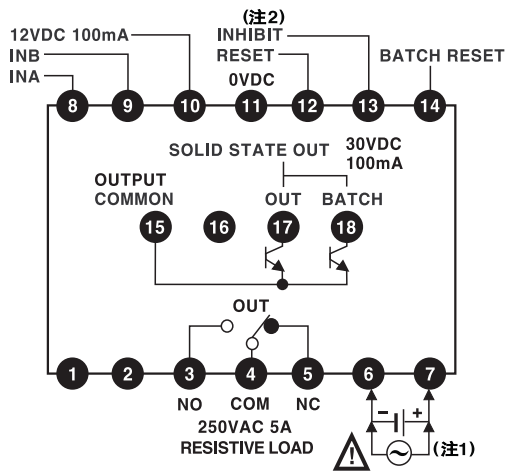 (注2)
12VDC 100mA
INHIBIT
INB
RESET
BATCH RESET
INA
0VDC
8 9 10 11 12 13 14
SOLID STATE OUT
30VDC
100mA
OUTPUT
COMMON
OUT BATCH
15 16 17 18
OUT
1 2 3 4 5 6 7
NO COM NC
- +
250VAC 5A
RESISTIVE LOAD
!
(注1)